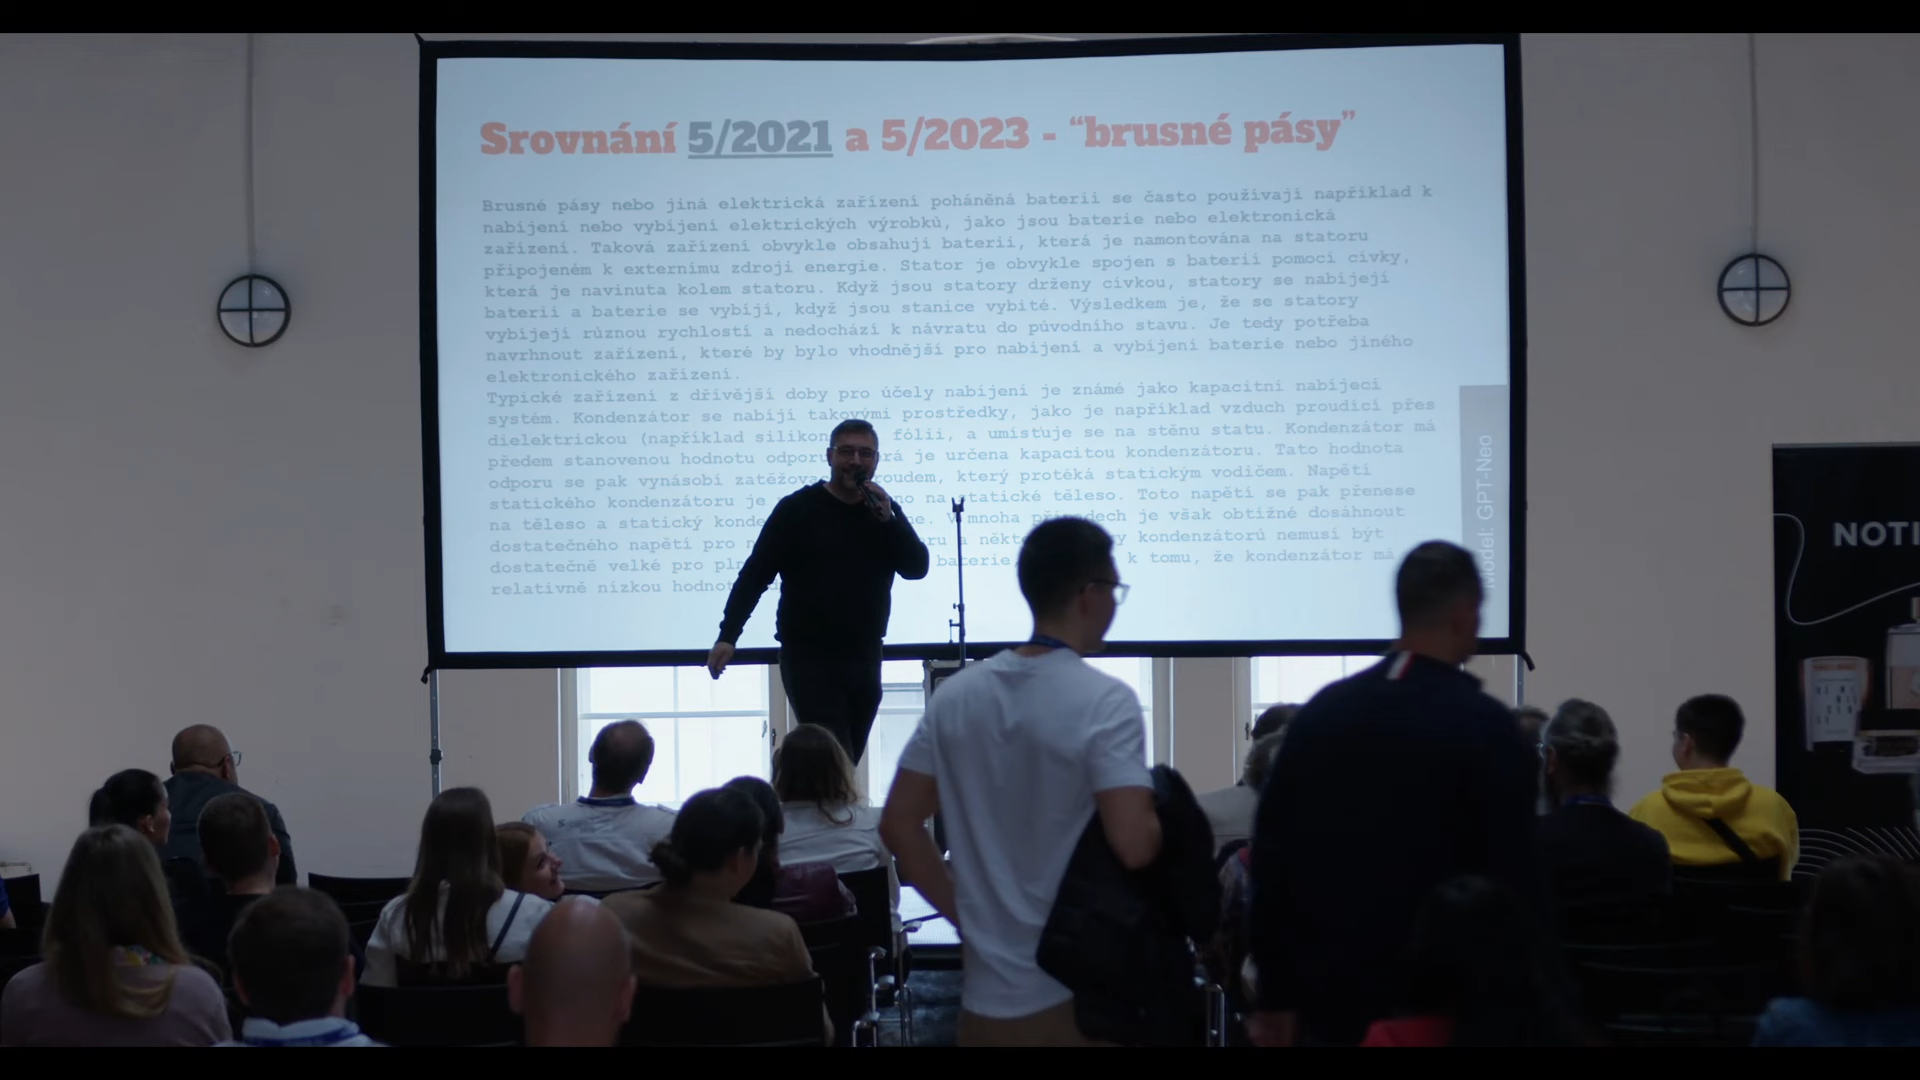 Srovnání 5/2021 a 5/2023 - “brusné pásy”
Brusné pásy nebo jiná elektrická zařízení poháněná baterií se často používají například k
nabíjení nebo vybíjení elektrických výrobků, jako jsou baterie nebo elektronická
zařízení. Taková zařízení obvykle obsahují baterii, která je namontována na statoru
připojeném k externímu zdroji energie. Stator je obvykle spojen s baterií pomocí cívky,
která je navinuta kolem statoru. Když jsou statory drženy cívkou, statory se nabíjejí
baterií a baterie se vybíjí, když jsou stanice vybité. Výsledkem je, že se statory
vybíjejí různou rychlostí a nedochází k návratu do původního stavu. Je tedy potřeba
navrhnout zařízení, které by bylo vhodnější pro nabíjení a vybíjení baterie nebo jiného
elektronického zařízení.
Typické zařízení z dřívější doby pro účely nabíjení je známé jako kapacitní nabíjecí
systém. Kondenzátor se nabíjí takovými prostředky, jako je například vzduch proudící přes
dielektrickou (například silikon fólii, a umísťuje se na stěnu statu. Kondenzátor má
předem stanovenou hodnotu odporu je určena kapacitou kondenzátoru. Tato hodnota
odporu se pak vynásobí který protéká statickým vodičem. Napětí
statického kondenzátoru je na statické těleso. Toto napětí se pak přenese
na těleso a statický V mnoha případech je však obtížné dosáhnout
dostatečného napětí pro a kondenzátorů nemusí být
dostatečně velké pro baterie, k tomu, že kondenzátor má
relativně nízkou
Model: GPT-Neo
NOTI